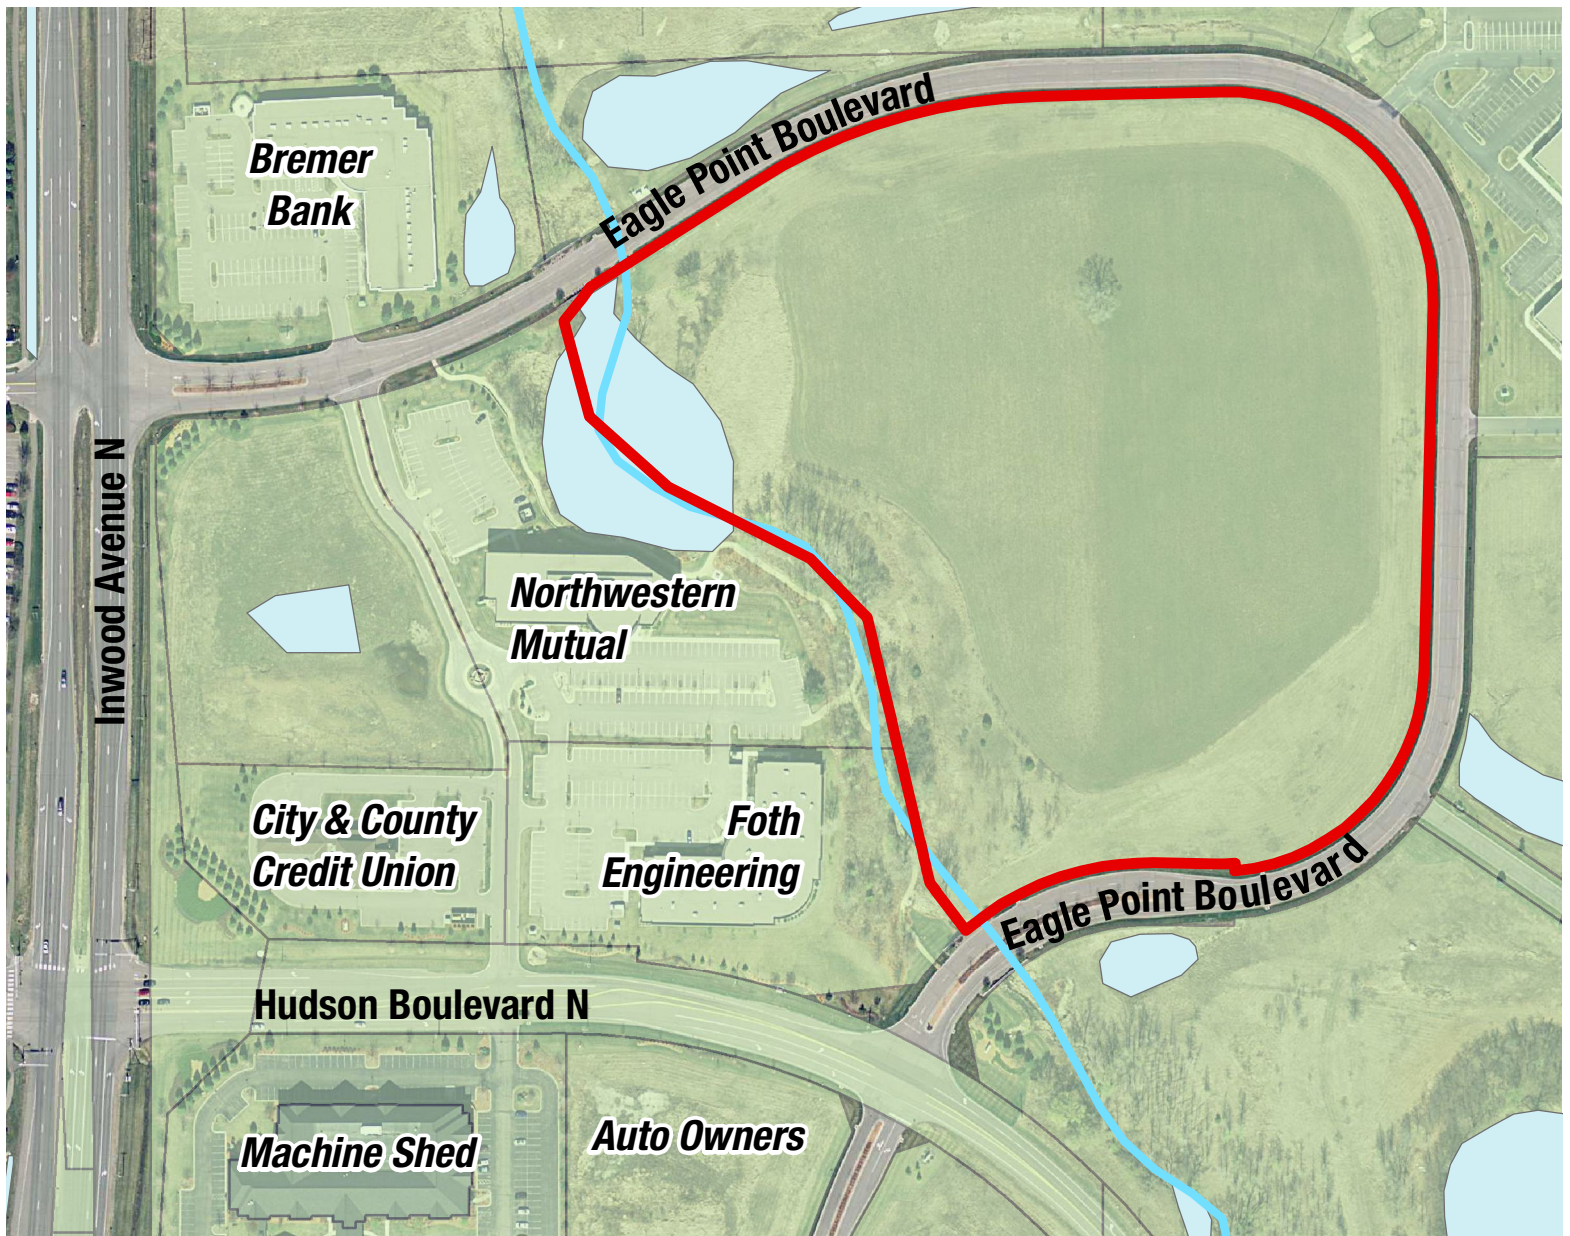 Eagle Point Boulevard
Bremer
Bank
Inwood Avenue N
Northwestern
Mutual
City & County
Credit Union
Foth
Engineering
Eagle Point Boulevard
Hudson Boulevard N
Machine Shed
Auto Owners